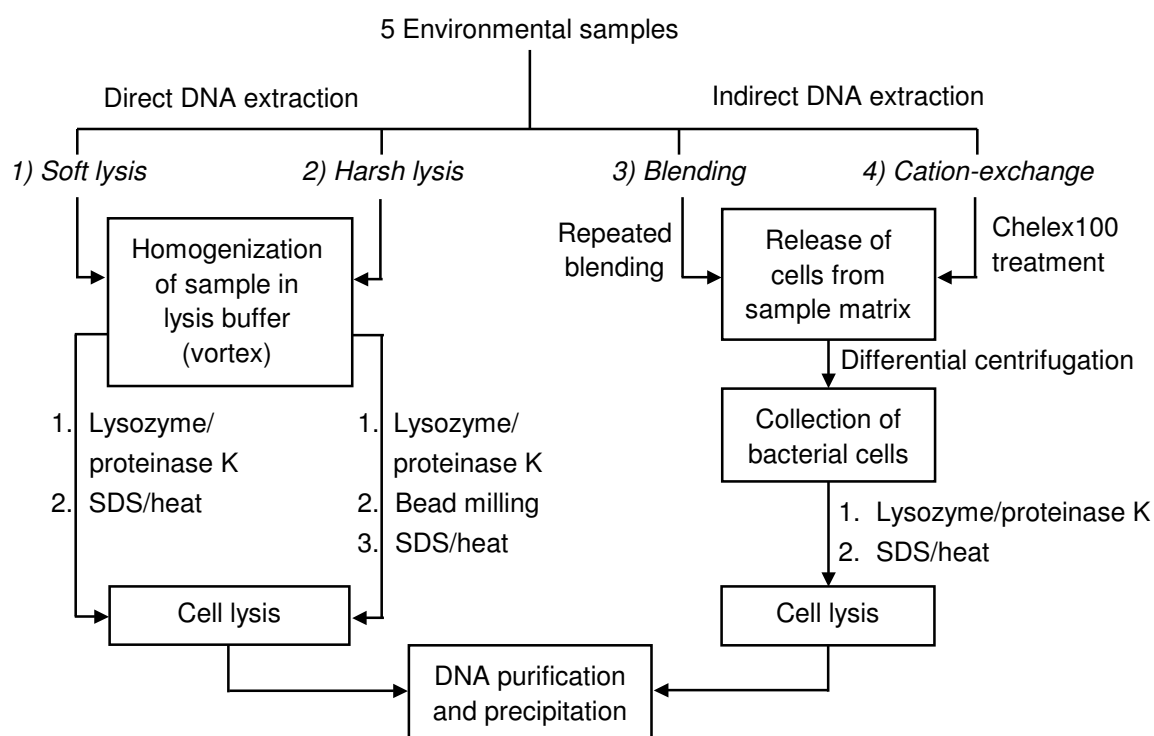 5 Environmental samples
Direct DNA extraction
Indirect DNA extraction
1) Soft lysis
2) Harsh lysis
3) Blending
4) Cation-exchange
Homogenization
of sample in
lysis buffer
(vortex)
Repeated
blending
Release of
cells from
sample matrix
Chelex100
treatment
Differential centrifugation
1. Lysozyme/
proteinase K
2. SDS/heat
1. Lysozyme/
proteinase K
2. Bead milling
3. SDS/heat
Collection of
bacterial cells
1. Lysozyme/proteinase K
2. SDS/heat
Cell lysis
Cell lysis
DNA purification
and precipitation